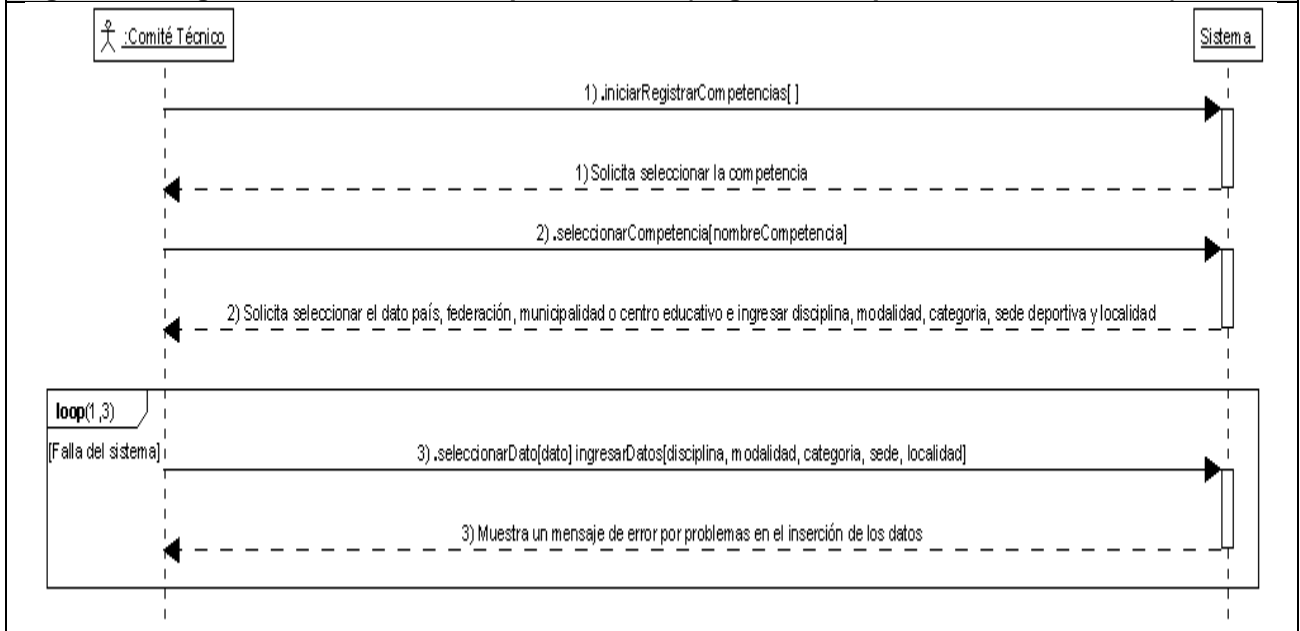 :Comité Técnico
Sistema
1) .iniciarRegistrarCompetencias[ ]
1) Solicita seleccionar la competencia
2) .seleccionarCompetencia[nombreCompetencia]
2) Solicita seleccionar el dato país, federación, municipalidad o centro educativo e ingresar disciplina, modalidad, categoria, sede deportiva y localidad
loop(1,3)
[Falla del sistema]
3) .seleccionarDato[dato] ingresarDatos[disciplina, modalidad, categoria, sede, localidad]
3) Muestra un mensaje de error por problemas en el inserción de los datos